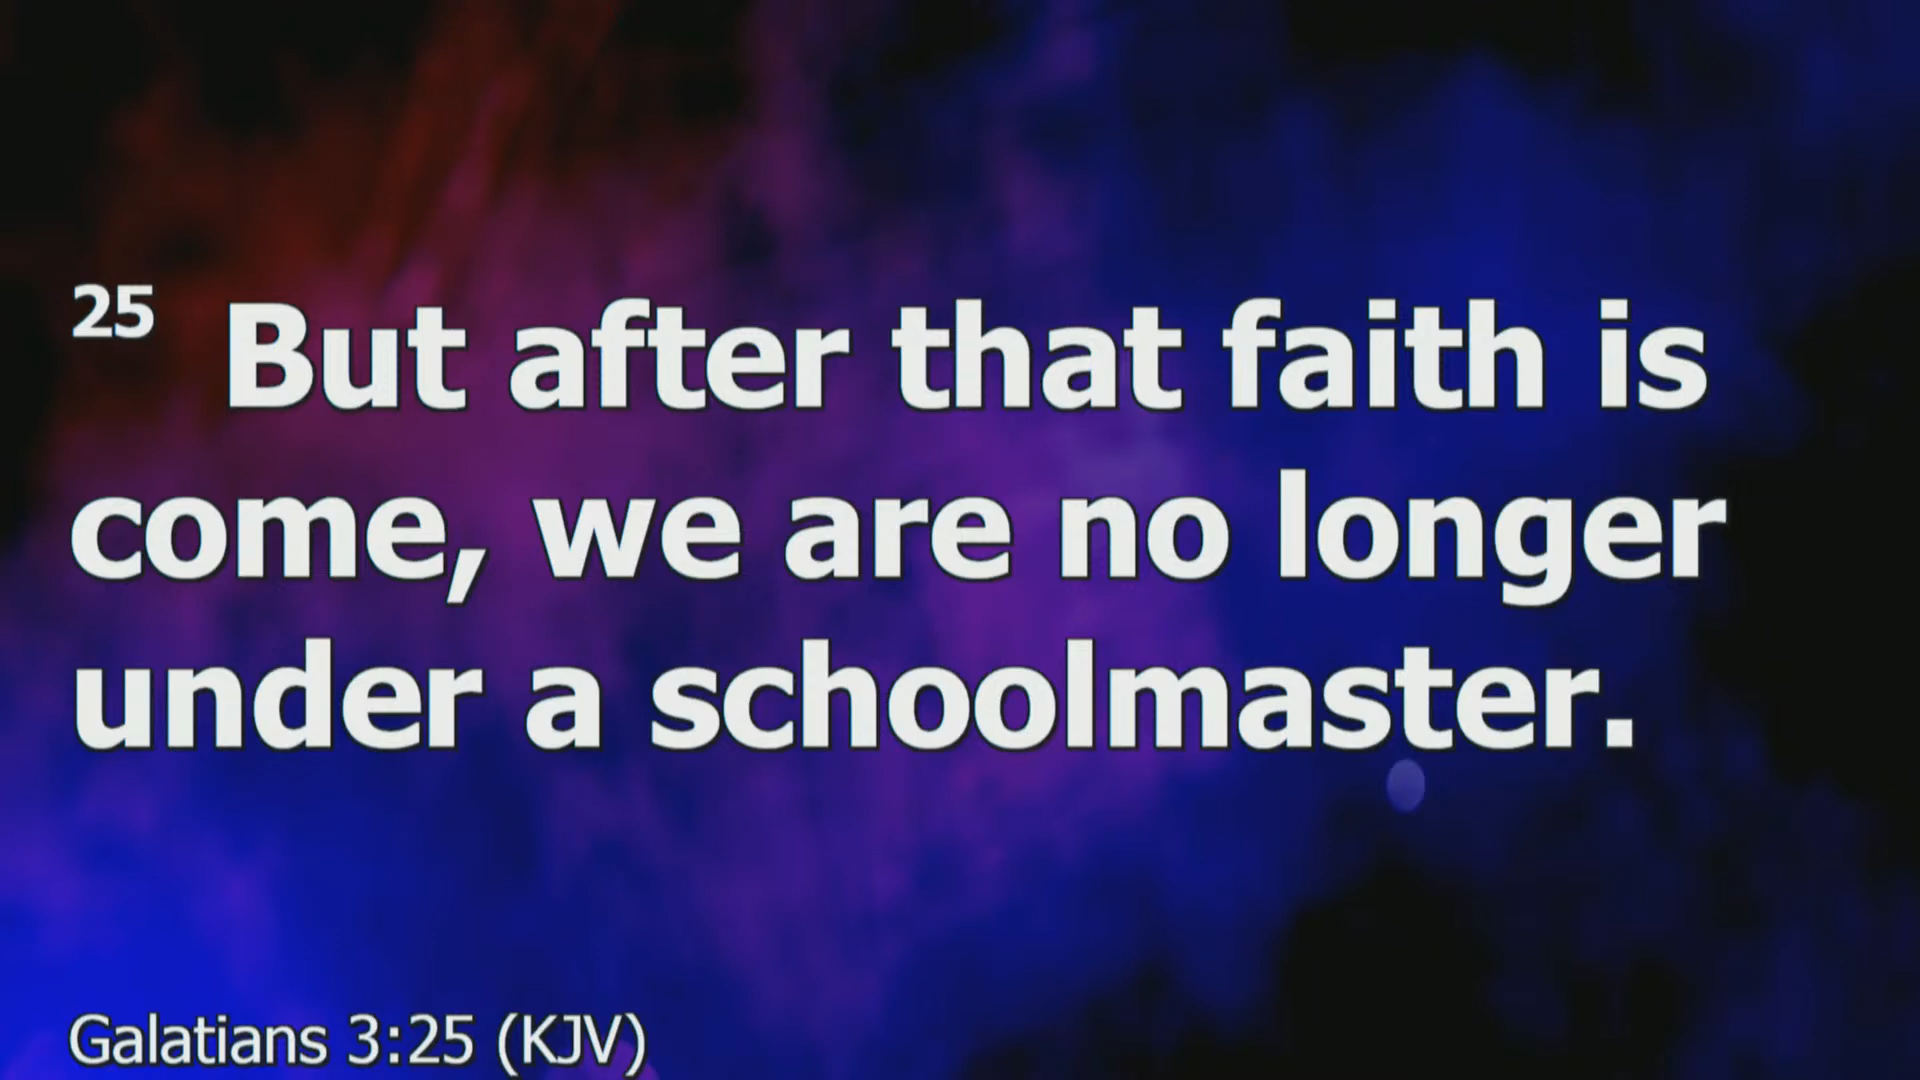 25 But after that faith is
come, we are no longer
under a schoolmaster.
Galatians 3:25 (KJV)